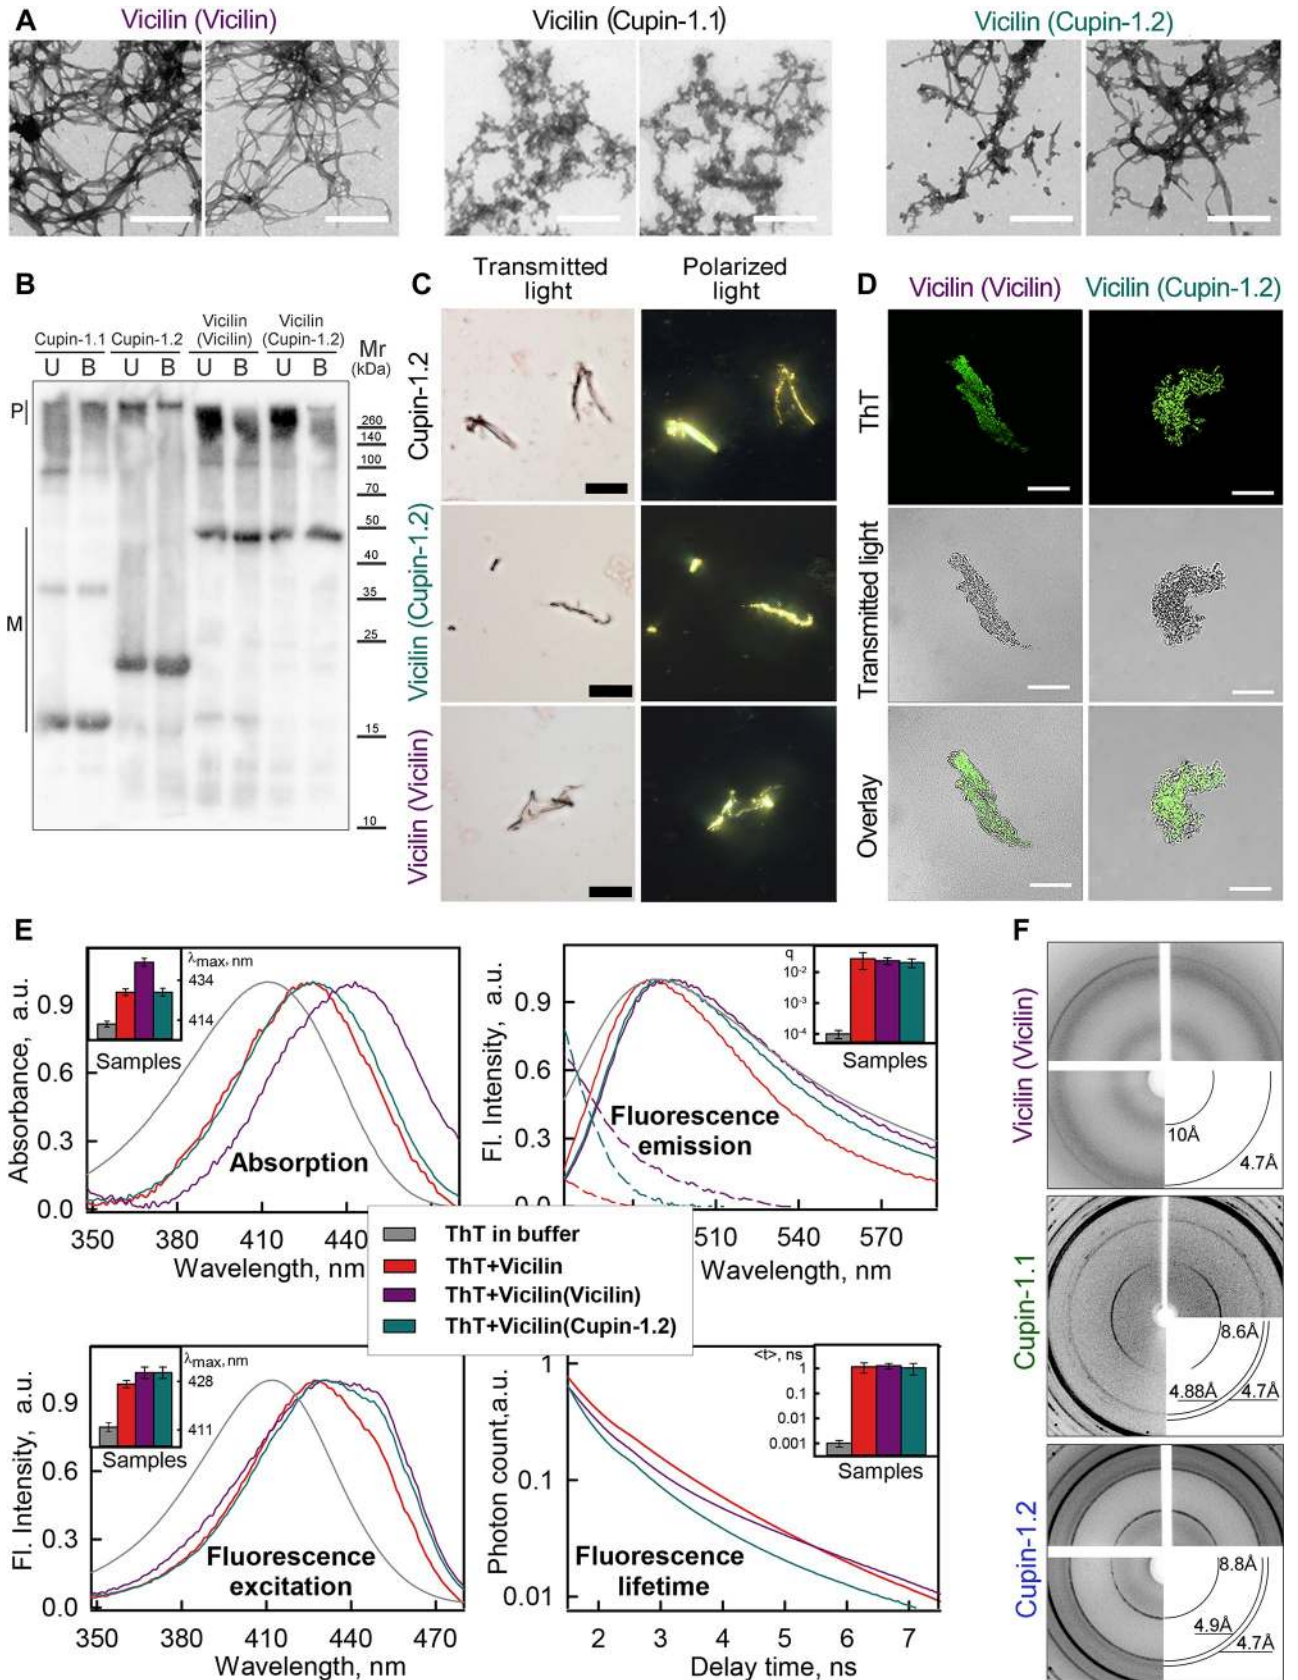 A
Vicilin (Vicilin)
Vicilin (Cupin-1.1)
Vicilin (Cupin-1.2)
B
Cupin-1.1
Cupin-1.2
Vicilin
(Vicilin)
Vicilin
(Cupin-1.2)
Mr
(kDa)
U B U B U B U B
P
M
260
140
100
70
50
40
35
25
15
10
C
Transmitted
light
Polarized
light
Cupin-1.2
Vicilin (Cupin-1.2)
Vicilin (Vicilin)
D
Vicilin (Vicilin)
Vicilin (Cupin-1.2)
ThT
Transmitted light
Overlay
E
Absorbance, a.u.
0.9
0.6
0.3
0.0
λmax, nm
434
414
Samples
Absorption
350 380 410 440
Wavelength, nm
Fl. Intensity, a.u.
0.9
0.6
0.3
0.0
q
10-2
10-3
10-4
Samples
Fluorescence
emission
510 540 570
Wavelength, nm
ThT in buffer
ThT+Vicilin
ThT+Vicilin(Vicilin)
ThT+Vicilin(Cupin-1.2)
Fl. Intensity, a.u.
0.9
0.6
0.3
0.0
λmax, nm
428
411
Samples
Fluorescence
excitation
350 380 410 440 470
Wavelength, nm
Photon count,a.u.
1
0.1
0.01
<t>, ns
1
0.1
0.01
0.001
Samples
Fluorescence
lifetime
2 3 4 5 6 7
Delay time, ns
F
Vicilin (Vicilin)
10Å
4.7Å
Cupin-1.1
8.6Å
4.88Å
4.7Å
Cupin-1.2
8.8Å
4.9Å
4.7Å